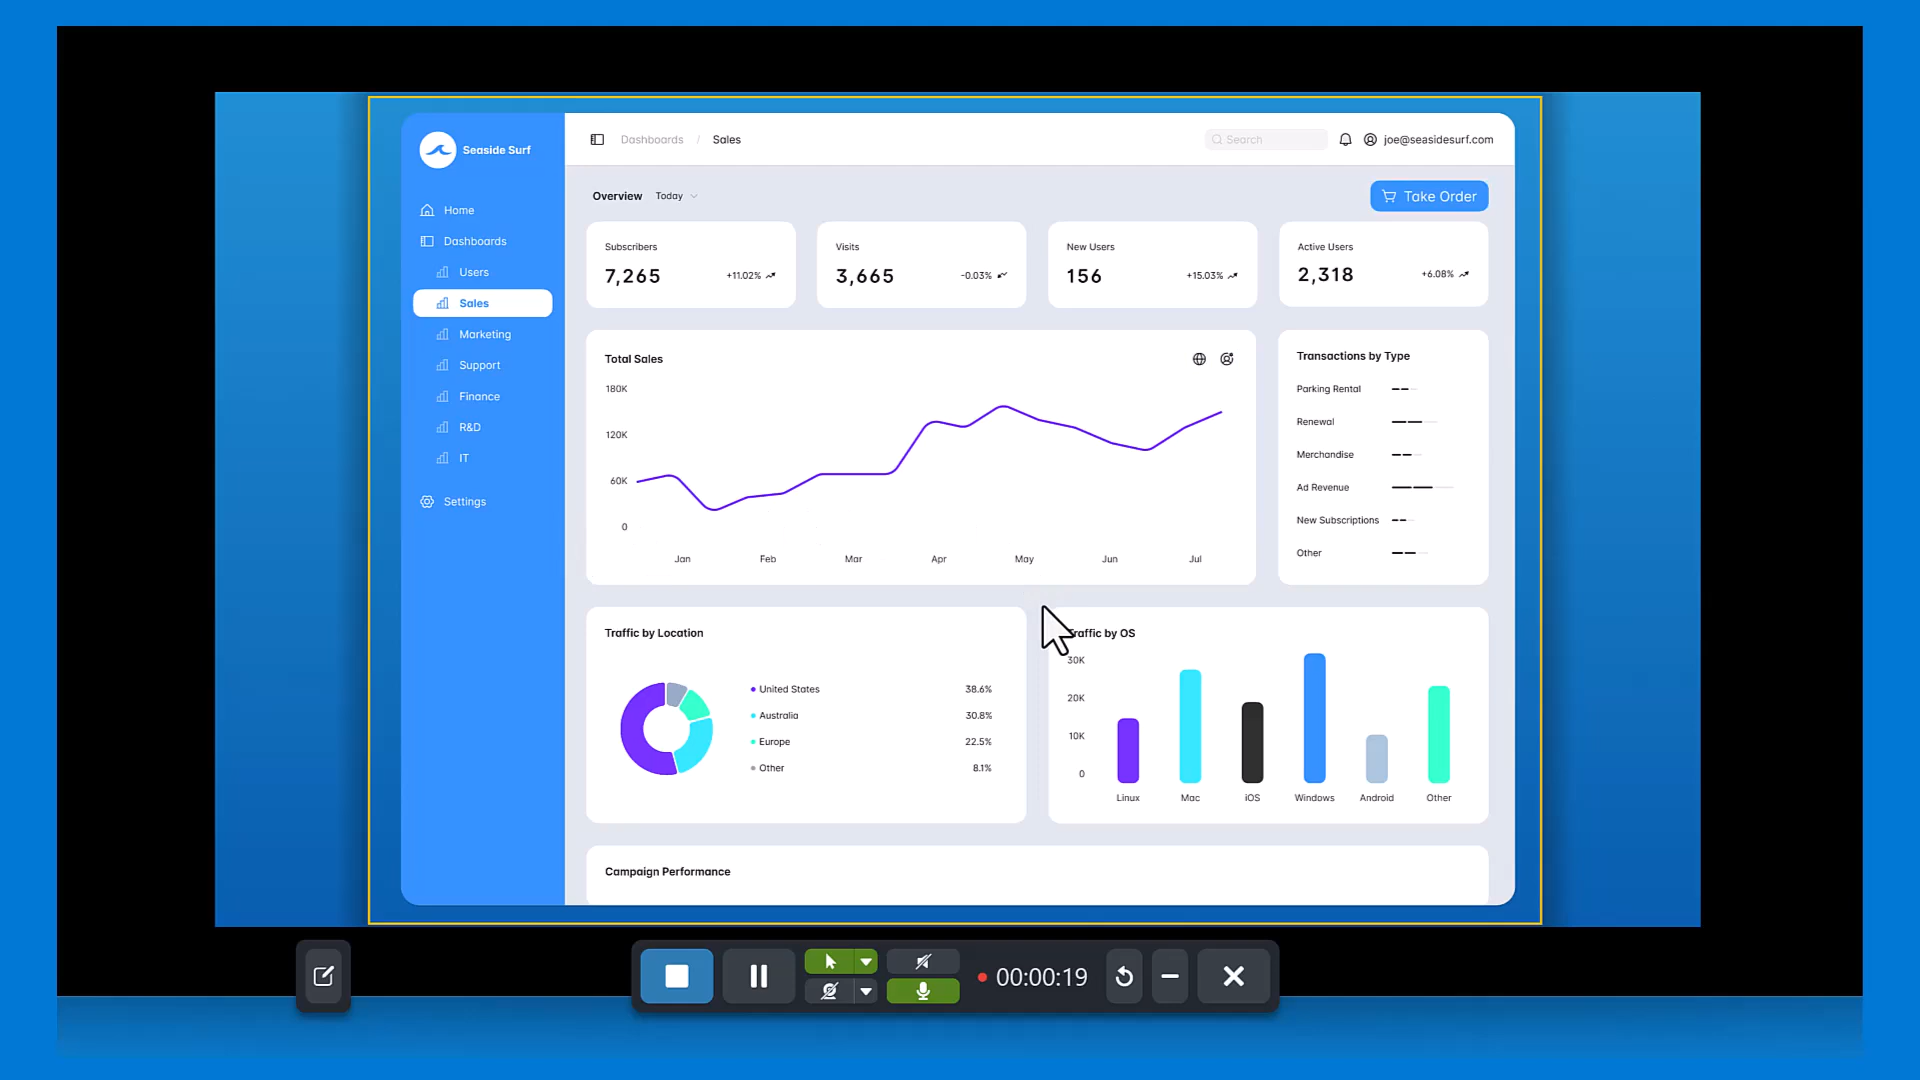 Seaside Surf
Dashboards / Sales
Search
joe@seasidesurf.com
Home
Dashboards
Users
Sales
Marketing
Support
Finance
R&D
IT
Settings
Overview Today
Take Order
Subscribers
7,265 +11.02%
Visits
3,665 -0.03%
New Users
156 +15.03%
Active Users
2,318 +6.08%
Total Sales
180K
120K
60K
0
Jan Feb Mar Apr May Jun Jul
Transactions by Type
Parking Rental
Renewal
Merchandise
Ad Revenue
New Subscriptions
Other
Traffic by Location
United States 38.6%
Australia 30.8%
Europe 22.5%
Other 8.1%
raffic by OS
30K
20K
10K
0
Linux Mac iOS Windows Android Other
Campaign Performance
00:00:19